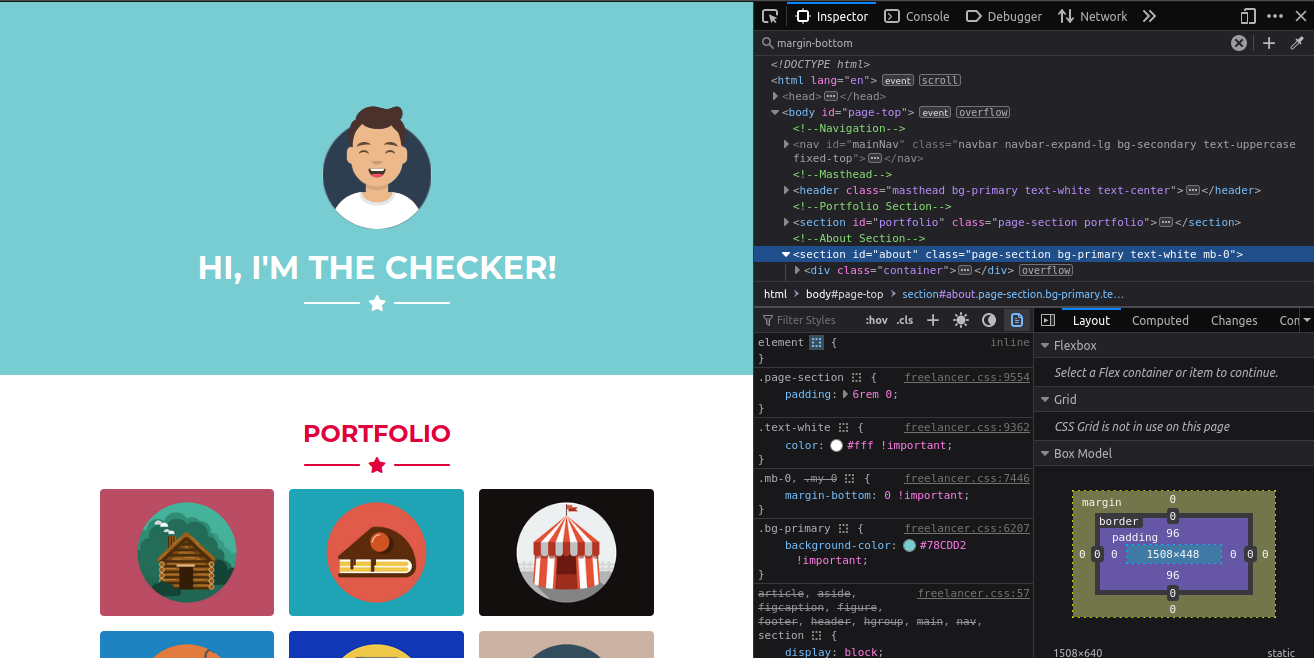 HI, I'M THE CHECKER!
PORTFOLIO
Inspector Console Debugger Network
margin-bottom
<!DOCTYPE html>
<html lang="en"> event scroll
<head> ••• </head>
<body id="page-top"> event overflow
<!--Navigation-->
<nav id="mainNav" class="navbar navbar-expand-lg bg-secondary text-uppercase
fixed-top"> ••• </nav>
<!--Masthead-->
<header class="masthead bg-primary text-white text-center"> ••• </header>
<!--Portfolio Section-->
<section id="portfolio" class="page-section portfolio"> ••• </section>
<!--About Section-->
<section id="about" class="page-section bg-primary text-white mb-0">
<div class="container"> ••• </div> overflow
html > body#page-top > section#about.page-section.bg-primary.te…
Filter Styles :hov .cls +
element { inline
}
.page-section { freelancer.css:9554
padding: 6rem 0;
}
.text-white { freelancer.css:9362
color: #fff !important;
}
.mb-0, .my-0 { freelancer.css:7446
margin-bottom: 0 !important;
}
.bg-primary { freelancer.css:6207
background-color: #78CDD2
!important;
}
article, aside, freelancer.css:57
figcaption, figure,
footer, header, hgroup, main, nav,
section {
display: block;
Layout Computed Changes Con
Flexbox
Select a Flex container or item to continue.
Grid
CSS Grid is not in use on this page
Box Model
margin 0
border 0
padding 96
0 0 0 1508×448 0 0 0
96
0
0
1508×640 static